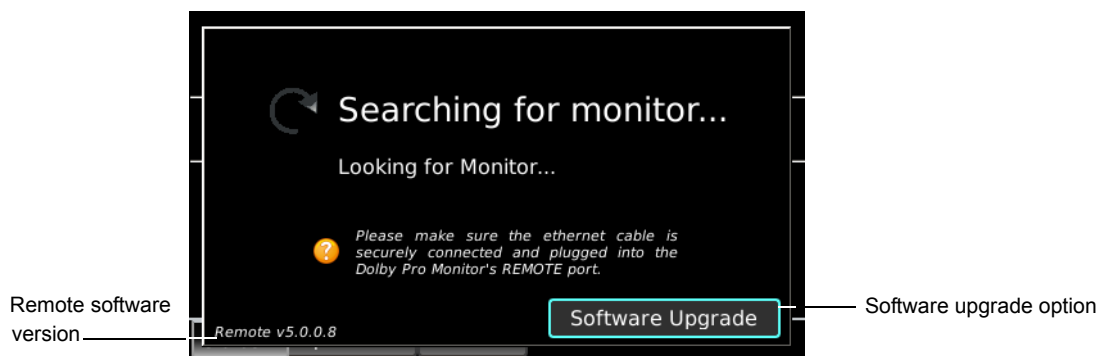 Searching for monitor...
Looking for Monitor...
Please make sure the ethernet cable is
securely connected and plugged into the
Dolby Pro Monitor's REMOTE port.
Remote software
version
Software Upgrade
Software upgrade option
Remote v5.0.0.8